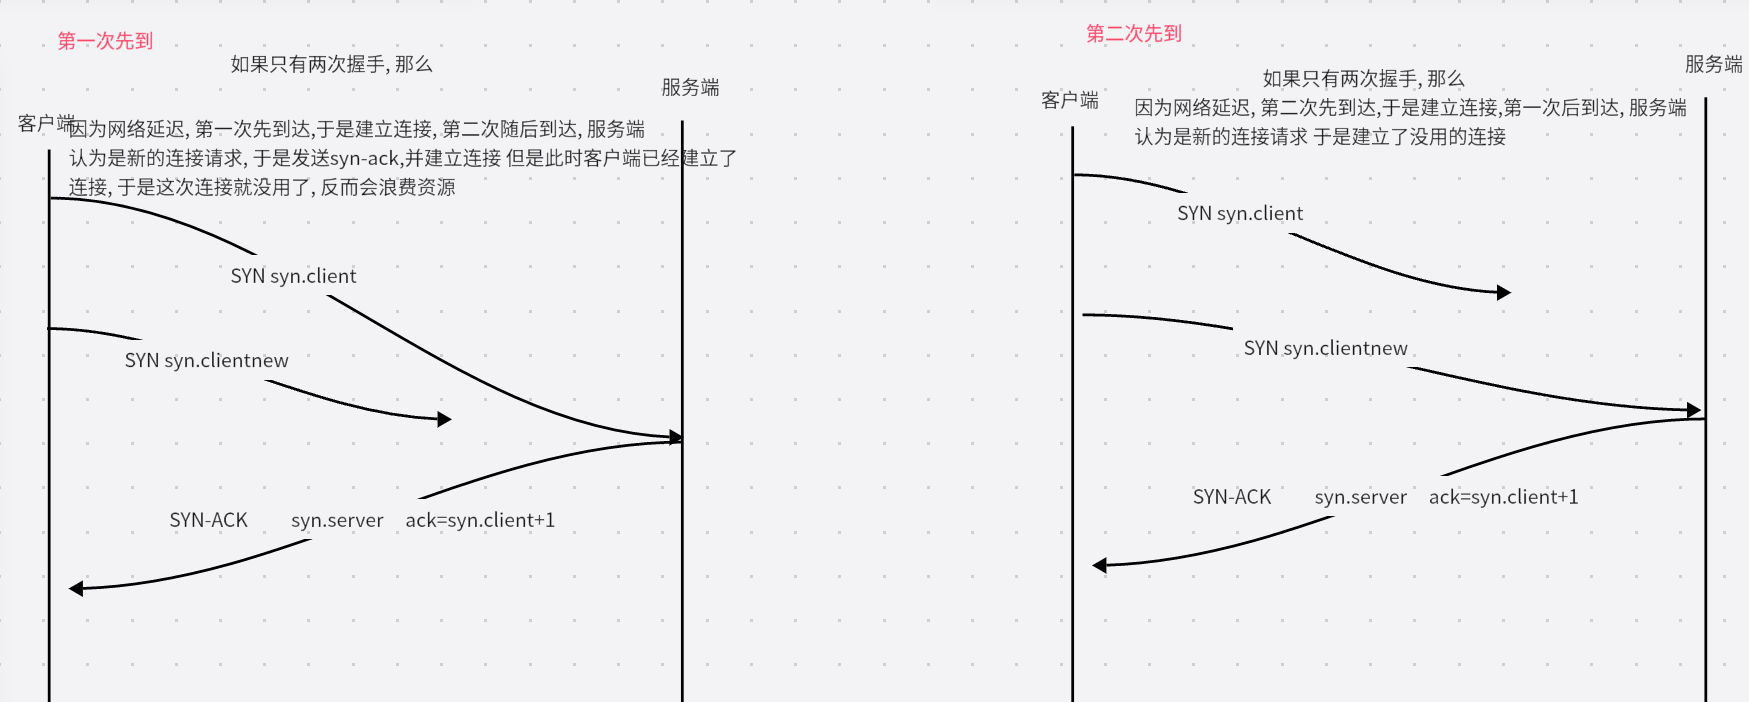 第一次先到
如果只有两次握手, 那么
服务端
客户端
因为网络延迟, 第一次先到达,于是建立连接, 第二次随后到达, 服务端
认为是新的连接请求, 于是发送syn-ack,并建立连接 但是此时客户端已经建立了
连接, 于是这次连接就没用了, 反而会浪费资源
SYN syn.client
SYN syn.clientnew
SYN-ACK syn.server ack=syn.client+1
第二次先到
服务端
如果只有两次握手, 那么
客户端
因为网络延迟, 第二次先到达,于是建立连接,第一次后到达, 服务端
认为是新的连接请求 于是建立了没用的连接
SYN syn.client
SYN syn.clientnew
SYN-ACK syn.server ack=syn.client+1